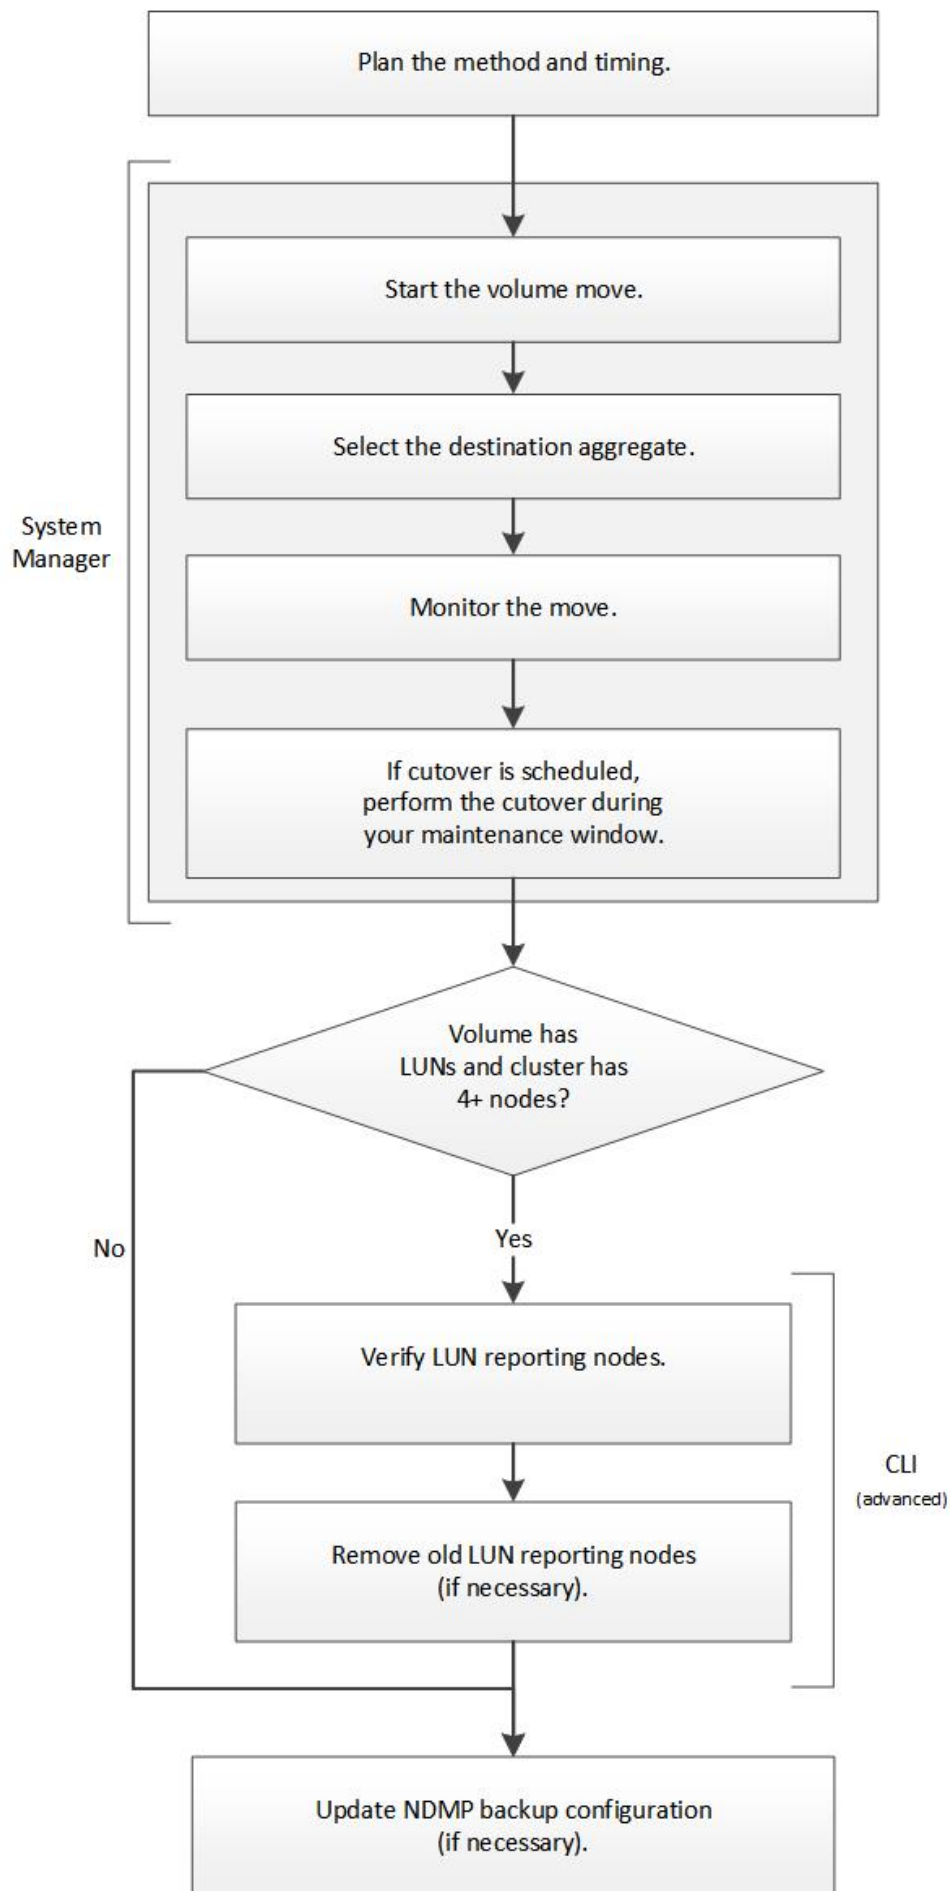 Plan the method and timing.
Start the volume move.
Select the destination aggregate.
System
Manager
Monitor the move.
If cutover is scheduled,
perform the cutover during
your maintenance window.
Volume has
LUNs and cluster has
4+ nodes?
No
Yes
Verify LUN reporting nodes.
CLI
(advanced)
Remove old LUN reporting nodes
(if necessary).
Update NDMP backup configuration
(if necessary).